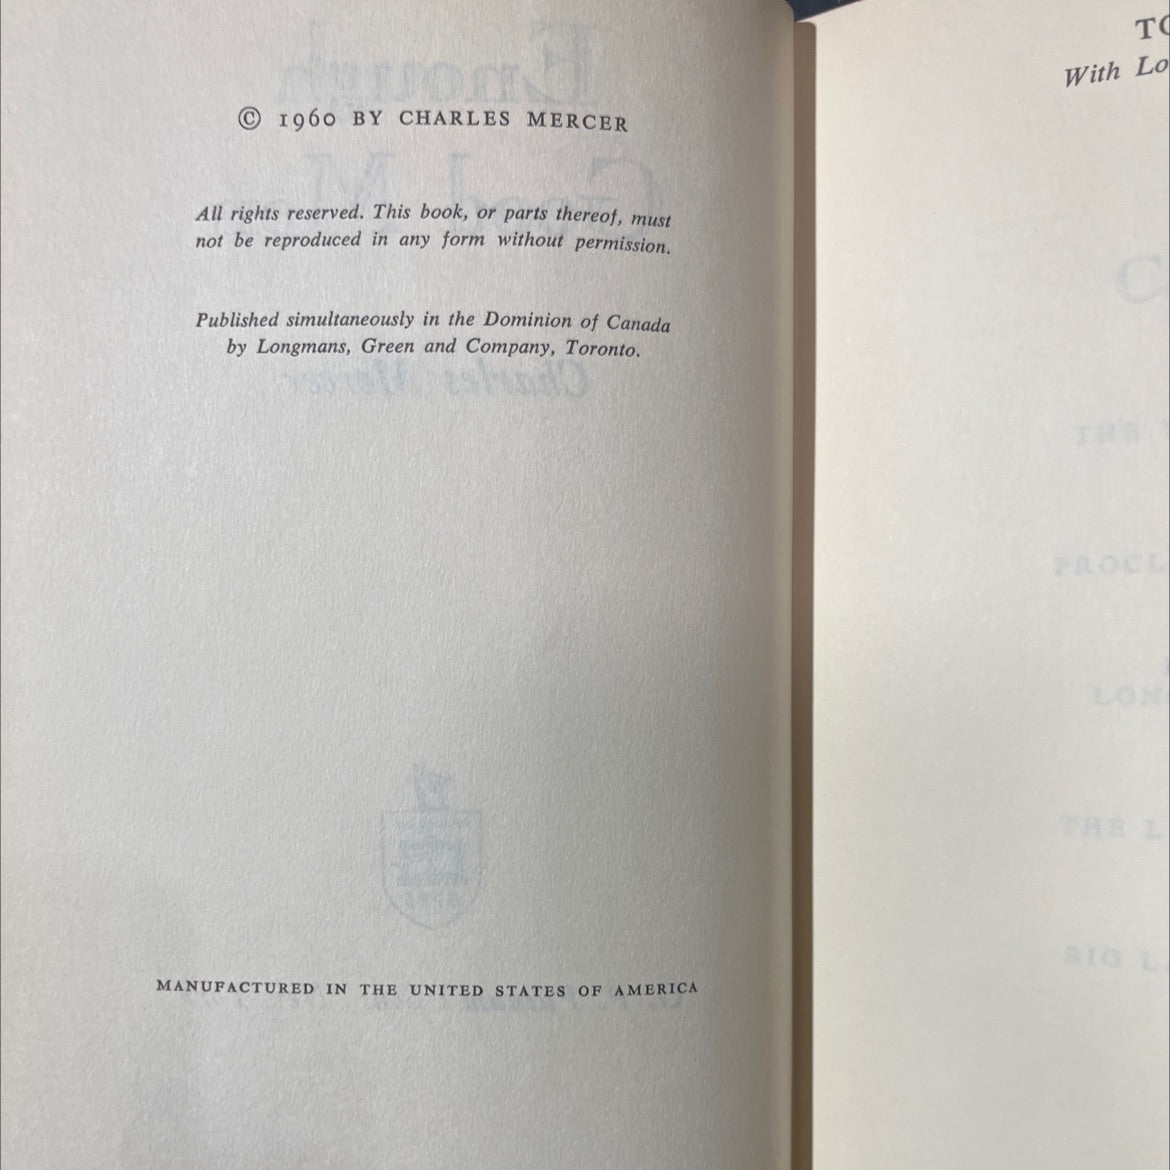 © 1960 BY CHARLES MERCER
All rights reserved. This book, or parts thereof, must
not be reproduced in any form without permission.
Published simultaneously in the Dominion of Canada
by Longmans, Green and Company, Toronto.
MANUFACTURED IN THE UNITED STATES OF AMERICA
TO
With Lo